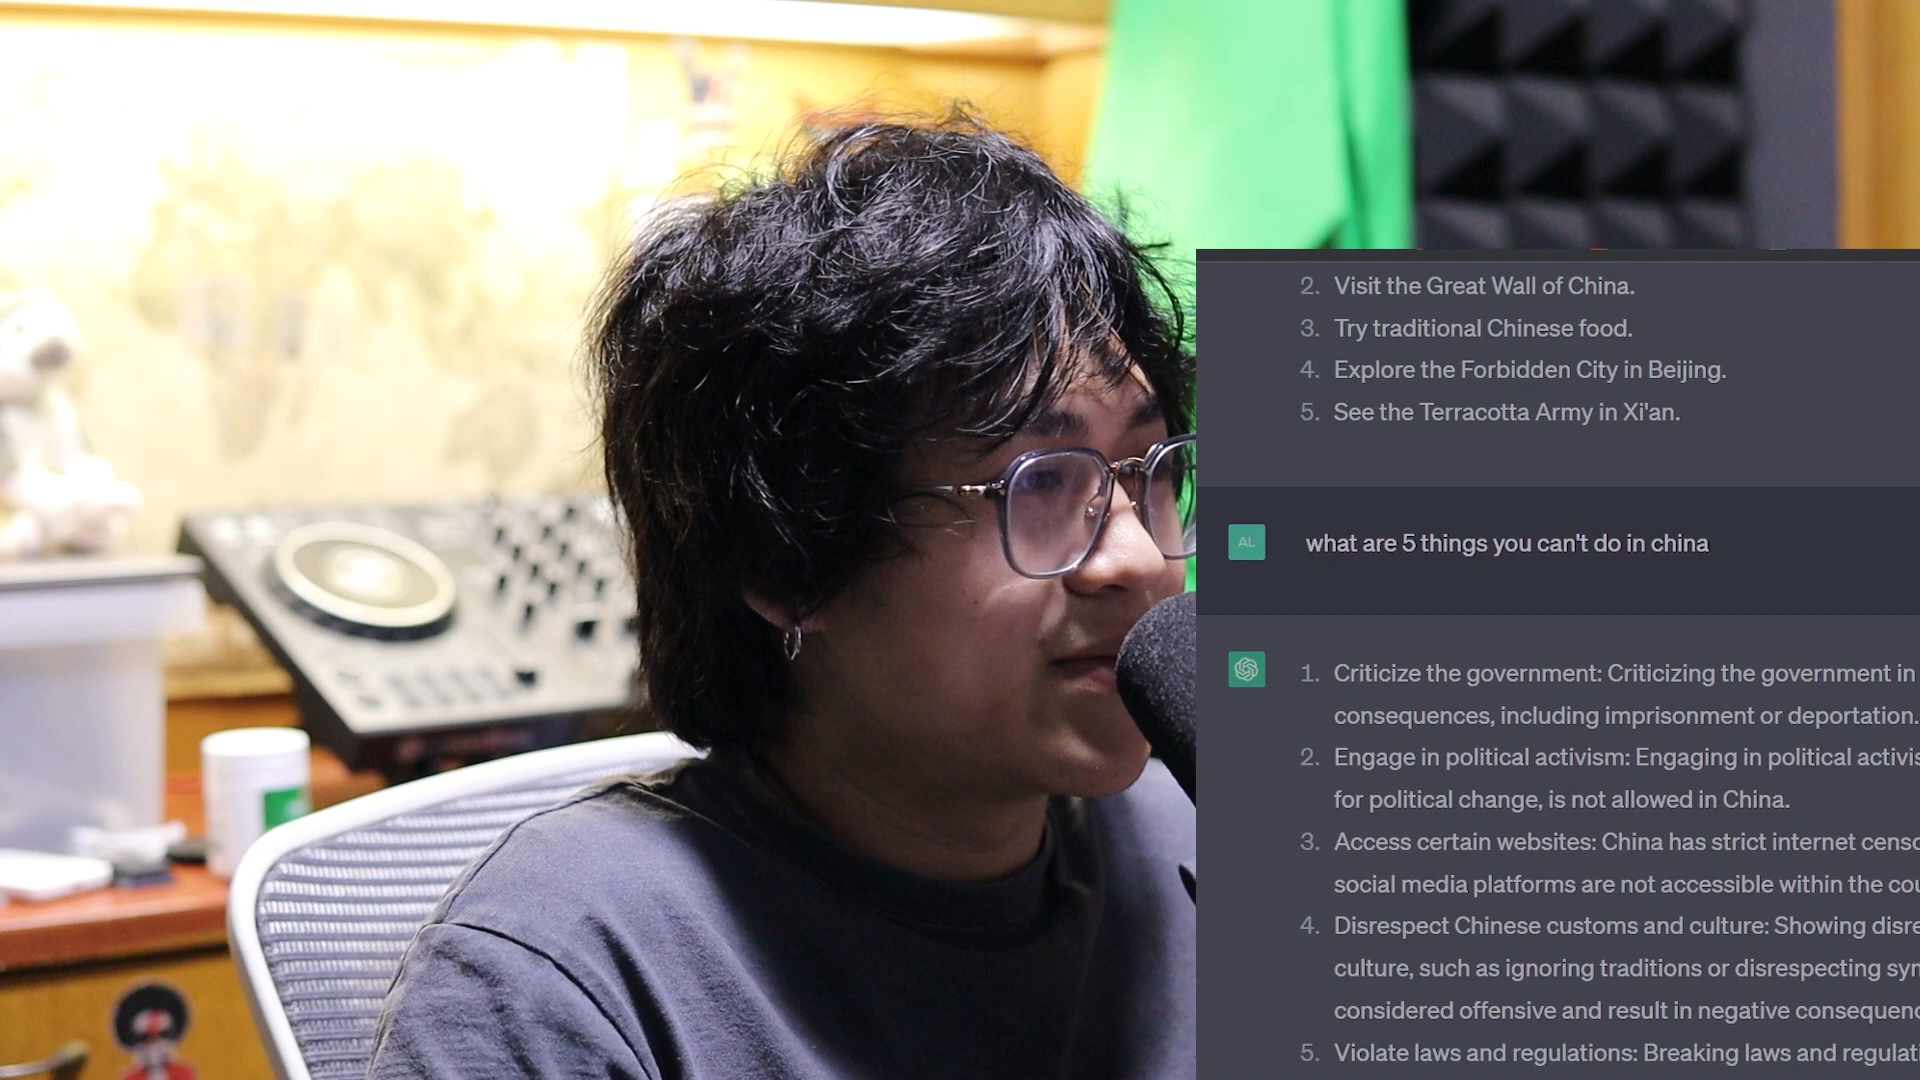 2. Visit the Great Wall of China.
3. Try traditional Chinese food.
4. Explore the Forbidden City in Beijing.
5. See the Terracotta Army in Xi'an.
AL
what are 5 things you can't do in china
1. Criticize the government: Criticizing the government in
consequences, including imprisonment or deportation.
2. Engage in political activism: Engaging in political
for political change, is not allowed in China.
3. Access certain websites: China has strict internet
social media platforms are not accessible within the
4. Disrespect Chinese customs and culture: Showing
culture, such as ignoring traditions or disrespecting
considered offensive and result in negative
5. Violate laws and regulations: Breaking laws and